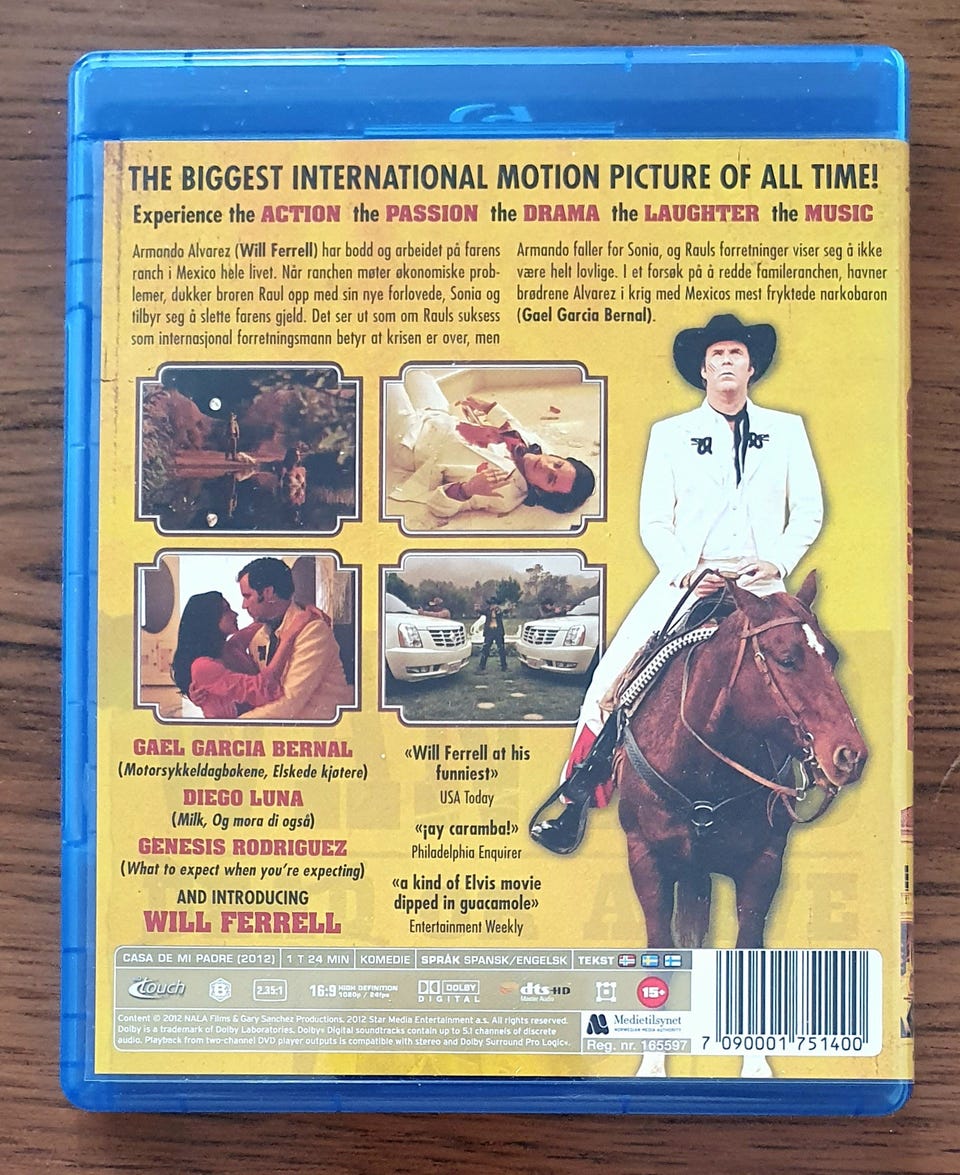 THE BIGGEST INTERNATIONAL MOTION PICTURE OF ALL TIME!
Experience the ACTION the PASSION the DRAMA the LAUGHTER the MUSIC
Armando Alvarez (Will Ferrell) har bodd og arbeidet på farens
ranch i Mexico hele livet. Når ranchen møter økonomiske prob-
lemer, dukker broren Raul opp med sin nye forlovede, Sonia og
tilbyr seg å slette farens gjeld. Det ser ut som om Rauls suksess
som internasjonal forretningsmann betyr at krisen er over, men
Armando faller for Sonia, og Rauls forretninger viser seg å ikke
være helt lovlige. I et forsøk på å redde famileranchen, havner
brødrene Alvarez i krig med Mexicos mest fryktede narkobaron
(Gael Garcia Bernal).
GAEL GARCIA BERNAL
(Motorsykkeldagbøkene, Elskede kjøtere)
DIEGO LUNA
(Milk, Og mora di også)
GENESIS RODRIGUEZ
(What to expect when you're expecting)
AND INTRODUCING
WILL FERRELL
«Will Ferrell at his
funniest»
USA Today
«¡ay caramba!»
Philadelphia Enquirer
«a kind of Elvis movie
dipped in guacamole»
Entertainment Weekly
CASA DE MI PADRE (2012) 1 T 24 MIN KOMEDIE SPRÅK SPANSK/ENGELSK TEKST
touch B 2.35:1 16:9 HIGH DEFINITION 1080p / 24fps DOLBY DIGITAL dts-HD Master Audio 15+
Content © 2012 NALA Films & Gary Sanchez Productions. 2012 Star Media Entertainment a.s. All rights reserved.
Dolby is a trademark of Dolby Laboratories. Dolby® Digital soundtracks contain up to 5.1 channels of discrete
audio. Playback from two-channel DVD player outputs is compatible with stereo and Dolby Surround Pro Logic®.
Medietilsynet
NORWEGIAN MEDIA AUTHORITY
Reg. nr. 165597
7 090001 751400